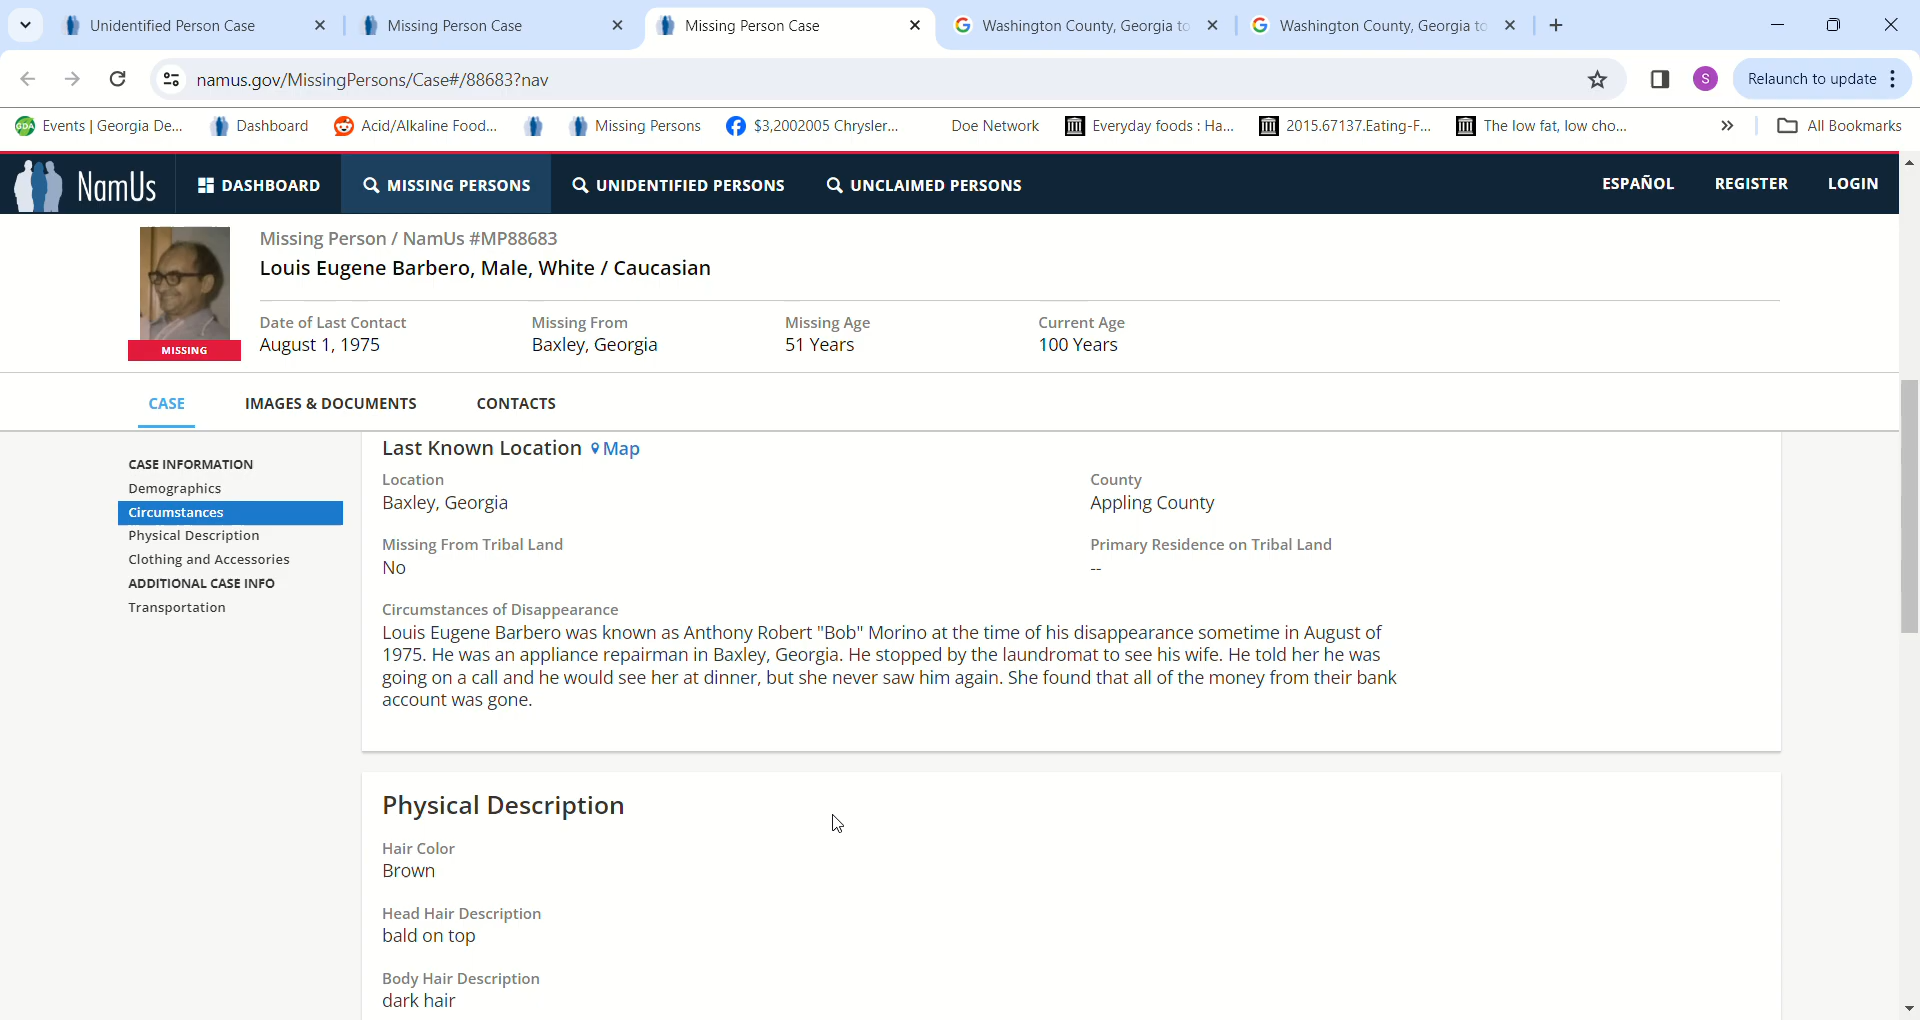 Unidentified Person Case
Missing Person Case
Missing Person Case
Washington County, Georgia to
Washington County, Georgia to
namus.gov/MissingPersons/Case#/88683?nav
S
Relaunch to update
GDA Events | Georgia De...
Dashboard
Acid/Alkaline Food...
Missing Persons
$3,2002005 Chrysler...
Doe Network
Everyday foods : Ha...
2015.67137.Eating-F...
The low fat, low cho...
All Bookmarks
NamUs
DASHBOARD
MISSING PERSONS
UNIDENTIFIED PERSONS
UNCLAIMED PERSONS
ESPAÑOL
REGISTER
LOGIN
MISSING
Missing Person / NamUs #MP88683
Louis Eugene Barbero, Male, White / Caucasian
Date of Last Contact
August 1, 1975
Missing From
Baxley, Georgia
Missing Age
51 Years
Current Age
100 Years
CASE
IMAGES & DOCUMENTS
CONTACTS
CASE INFORMATION
Demographics
Circumstances
Physical Description
Clothing and Accessories
ADDITIONAL CASE INFO
Transportation
Last Known Location Map
Location
Baxley, Georgia
County
Appling County
Missing From Tribal Land
No
Primary Residence on Tribal Land
--
Circumstances of Disappearance
Louis Eugene Barbero was known as Anthony Robert "Bob" Morino at the time of his disappearance sometime in August of
1975. He was an appliance repairman in Baxley, Georgia. He stopped by the laundromat to see his wife. He told her he was
going on a call and he would see her at dinner, but she never saw him again. She found that all of the money from their bank
account was gone.
Physical Description
Hair Color
Brown
Head Hair Description
bald on top
Body Hair Description
dark hair